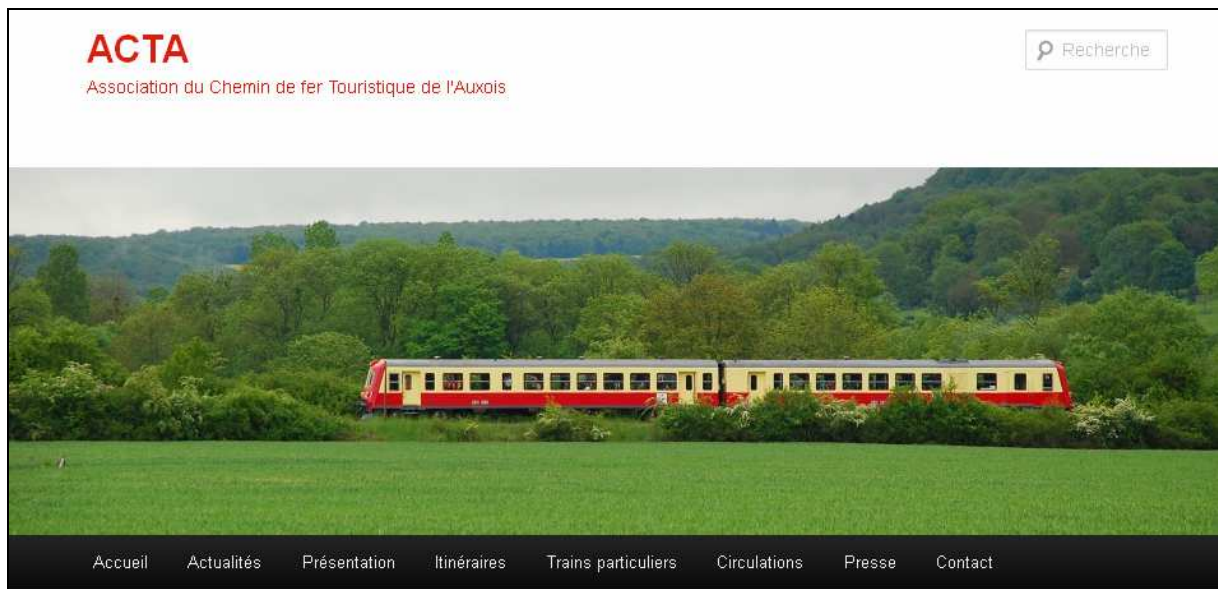 ACTA
Recherche
Association du Chemin de fer Touristique de l'Auxois
Accueil Actualités Présentation Itinéraires Trains particuliers Circulations Presse Contact